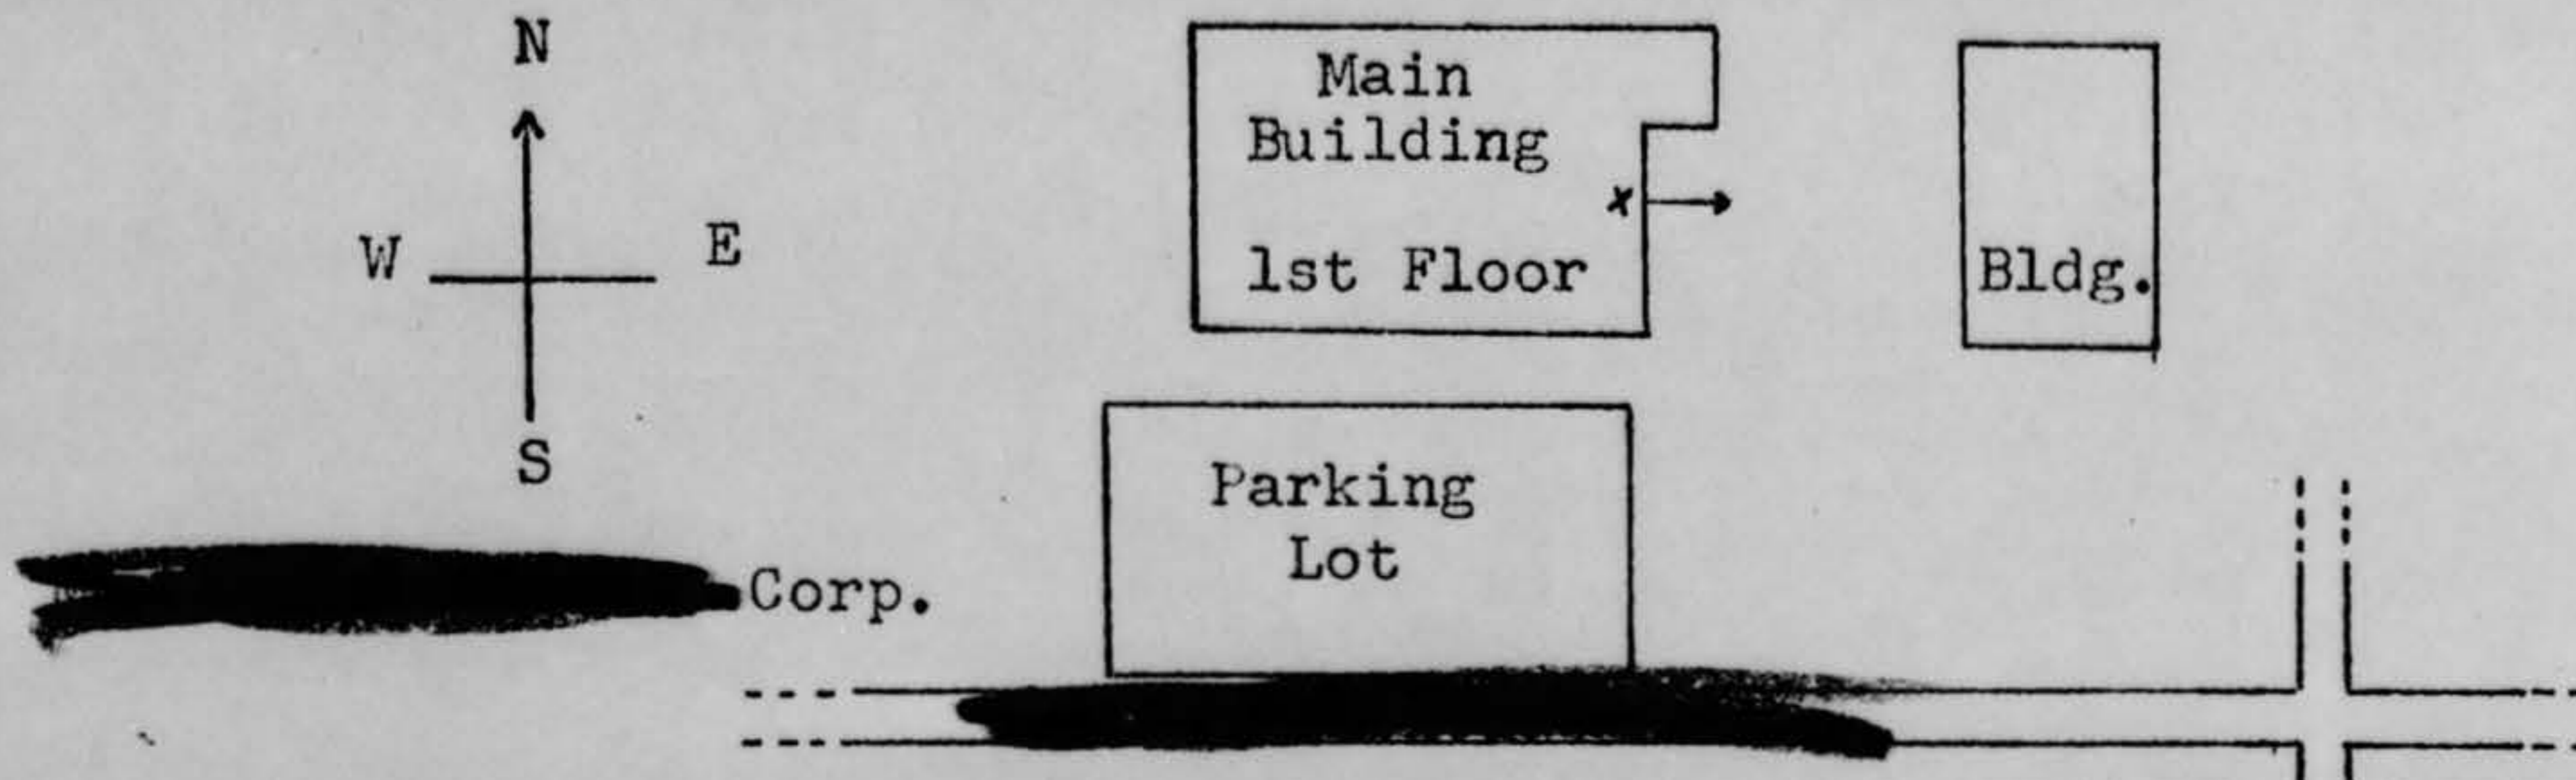 N
W
E
S
Main
Building
x
1st Floor
Bldg.
Parking
Lot
Corp.